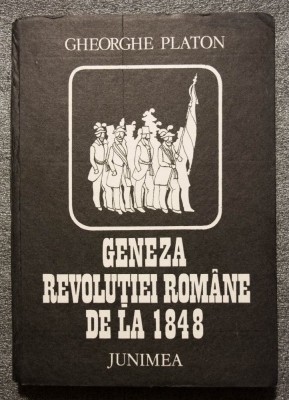 GHEORGHE PLATON
GENEZA
REVOLUȚIEI ROMÂNE
DE LA 1848
JUNIMEA